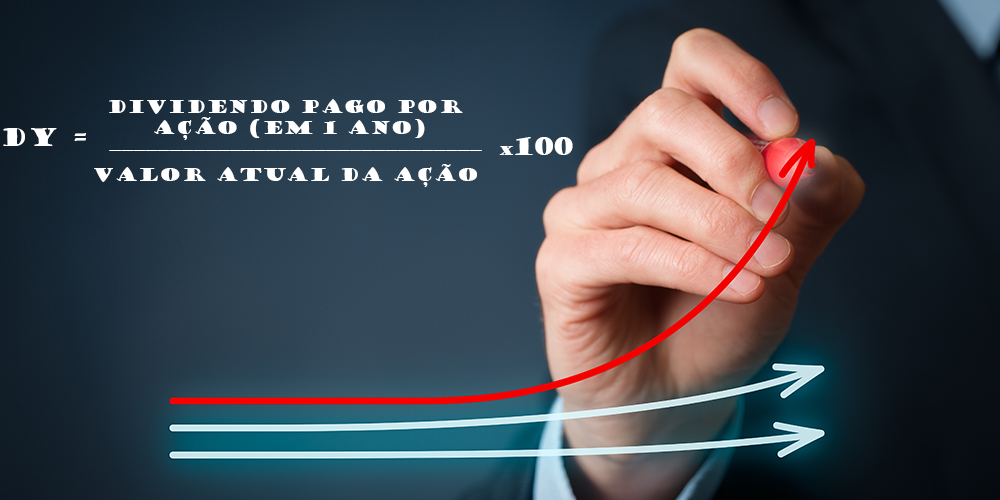 DIVIDENDO PAGO POR
AÇÃO (EM 1 ANO)
DY =
x100
VALOR ATUAL DA AÇÃO